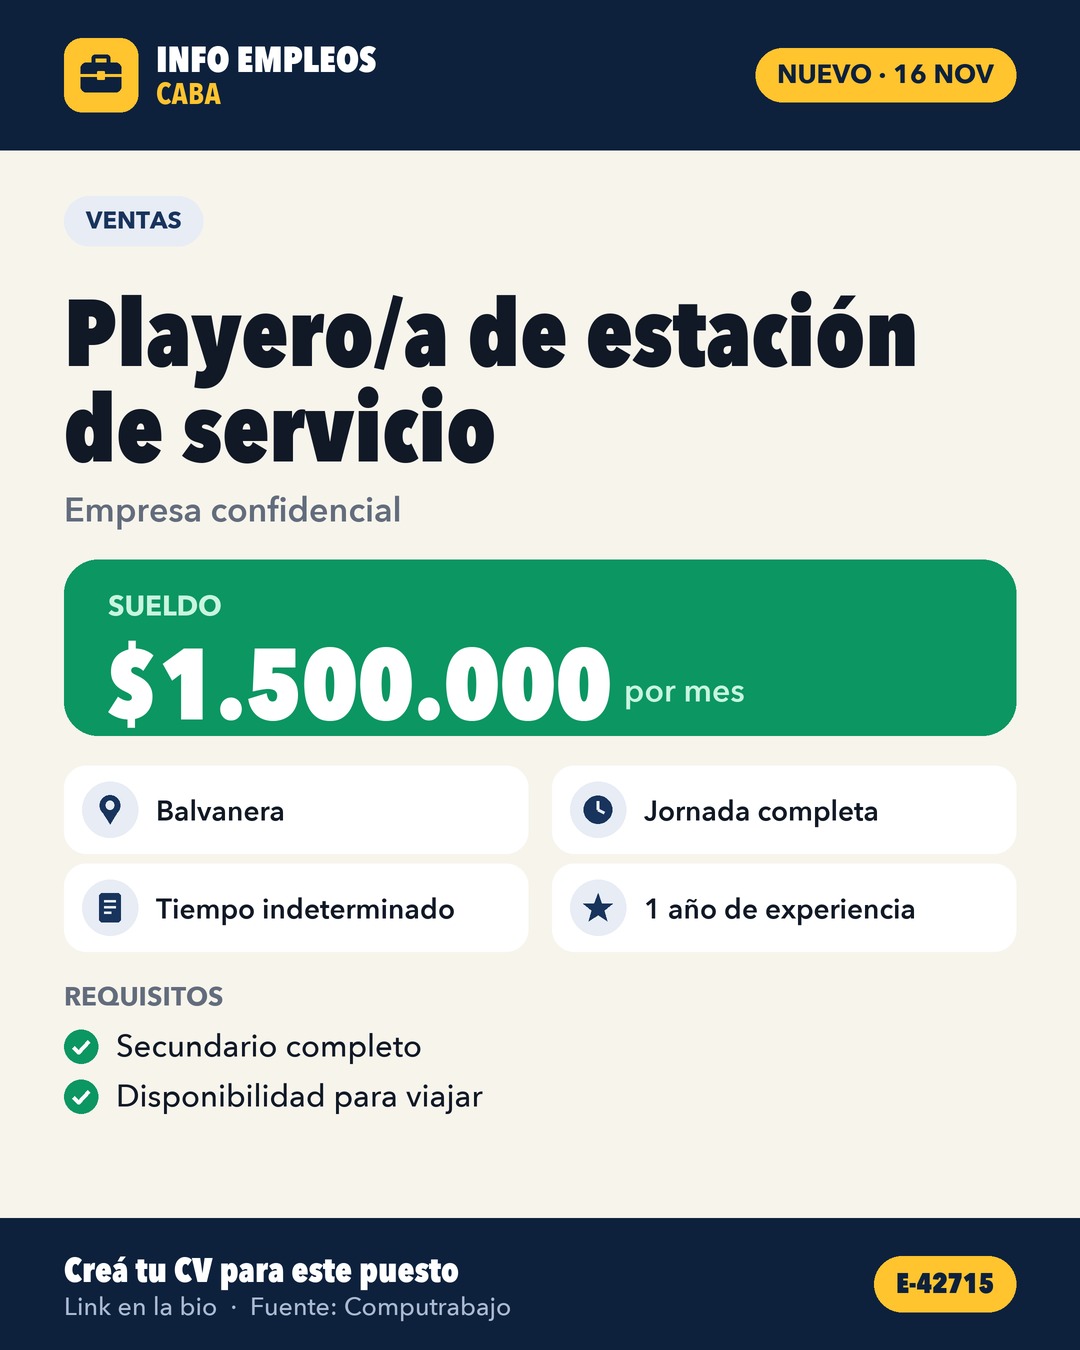 INFO EMPLEOS
CABA
NUEVO · 16 NOV
VENTAS
Playero/a de estación
de servicio
Empresa confidencial
SUELDO
$1.500.000 por mes
Balvanera
Jornada completa
Tiempo indeterminado
1 año de experiencia
REQUISITOS
Secundario completo
Disponibilidad para viajar
Creá tu CV para este puesto
Link en la bio · Fuente: Computrabajo
E-42715